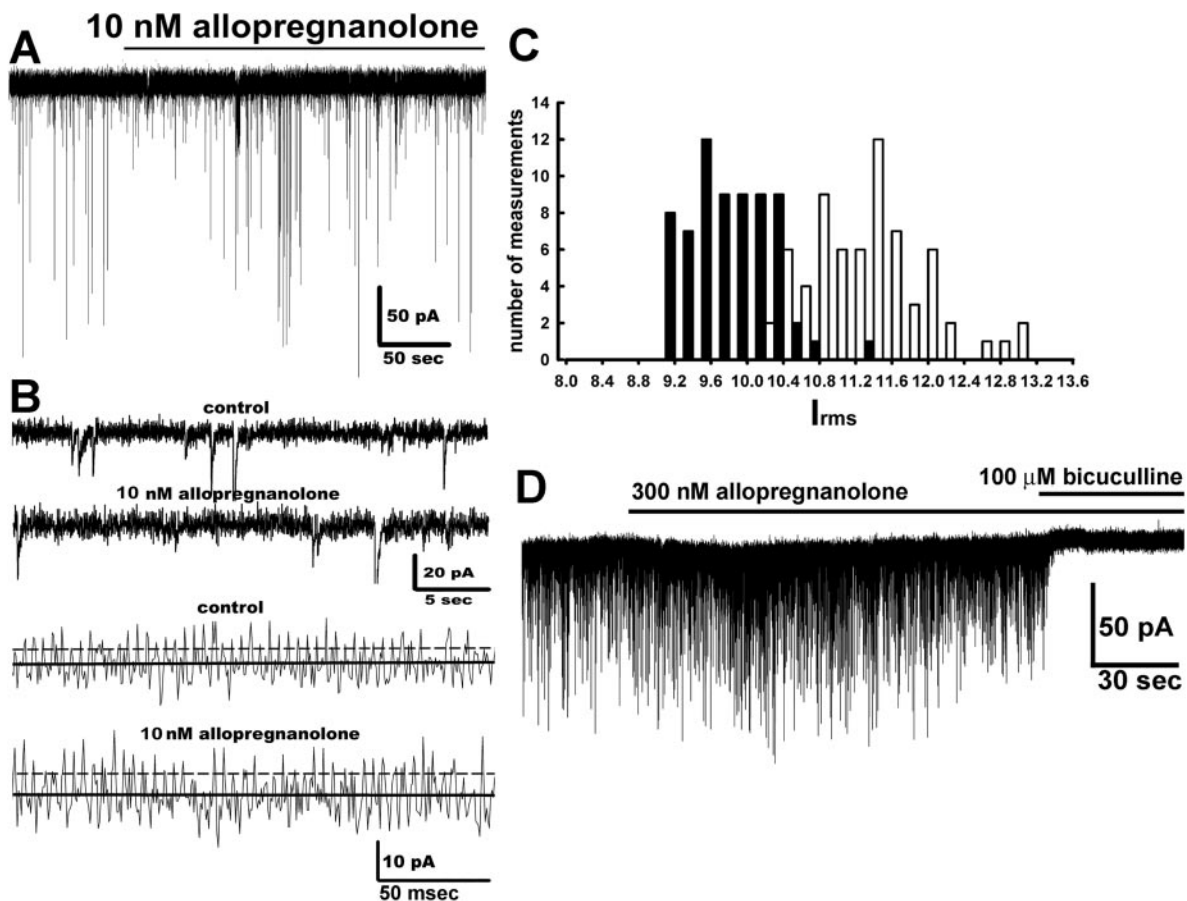 A
10 nM allopregnanolone
50 pA
50 sec
B
control
10 nM allopregnanolone
20 pA
5 sec
control
10 nM allopregnanolone
10 pA
50 msec
C
number of measurements
14
12
10
8
6
4
2
0
8.0 8.4 8.8 9.2 9.6 10.0 10.4 10.8 11.2 11.6 12.0 12.4 12.8 13.2 13.6
Irms
D
300 nM allopregnanolone
100 μM bicuculline
50 pA
30 sec